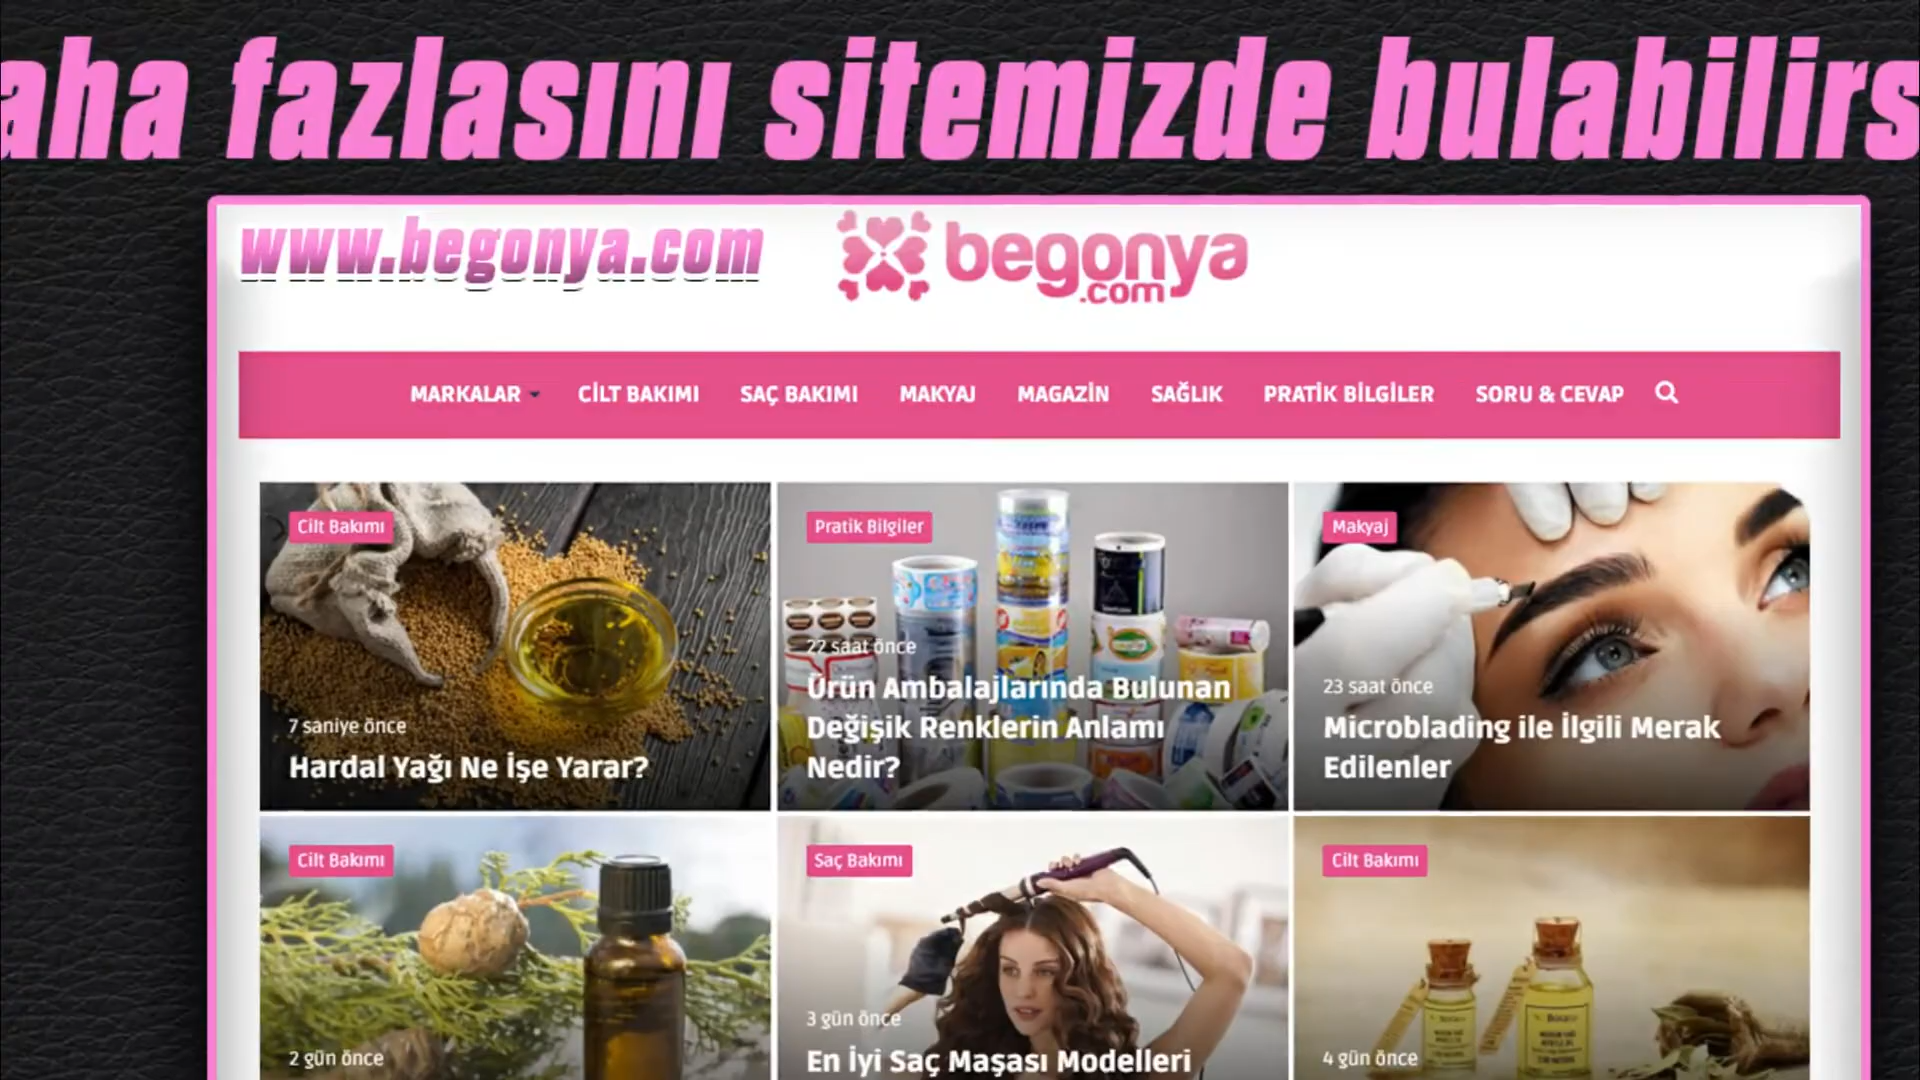 aha fazlasını sitemizde bulabilirs
www.begonya.com
begonya
.com
MARKALAR CİLT BAKIMI SAÇ BAKIMI MAKYAJ MAGAZİN SAĞLIK PRATİK BİLGİLER SORU & CEVAP
Cilt Bakımı
7 saniye önce
Hardal Yağı Ne İşe Yarar?
Pratik Bilgiler
22 saat önce
Ürün Ambalajlarında Bulunan
Değişik Renklerin Anlamı
Nedir?
Makyaj
23 saat önce
Microblading ile İlgili Merak
Edilenler
Cilt Bakımı
2 gün önce
Saç Bakımı
3 gün önce
En İyi Saç Maşası Modelleri
Cilt Bakımı
4 gün önce